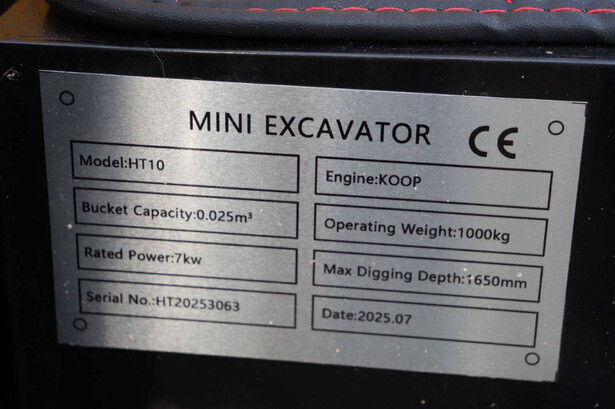 MINI EXCAVATOR CE
Model:HT10
Engine:KOOP
Bucket Capacity:0.025m³
Operating Weight:1000kg
Rated Power:7kw
Max Digging Depth:1650mm
Serial No.:HT20253063
Date:2025.07